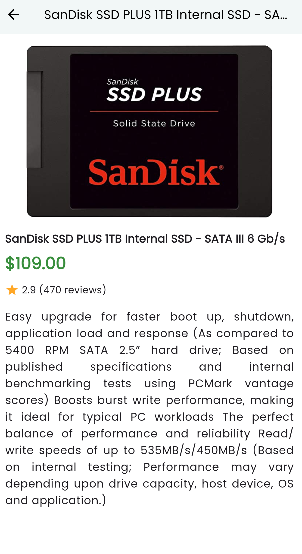 SanDisk SSD PLUS 1TB Internal SSD - SA...
SanDisk
SSD PLUS
Solid State Drive
SanDisk®
SanDisk SSD PLUS 1TB Internal SSD - SATA III 6 Gb/s
$109.00
2.9 (470 reviews)
Easy upgrade for faster boot up, shutdown,
application load and response (As compared to
5400 RPM SATA 2.5” hard drive; Based on
published specifications and internal
benchmarking tests using PCMark vantage
scores) Boosts burst write performance, making
it ideal for typical PC workloads The perfect
balance of performance and reliability Read/
write speeds of up to 535MB/s/450MB/s (Based
on internal testing; Performance may vary
depending upon drive capacity, host device, OS
and application.)